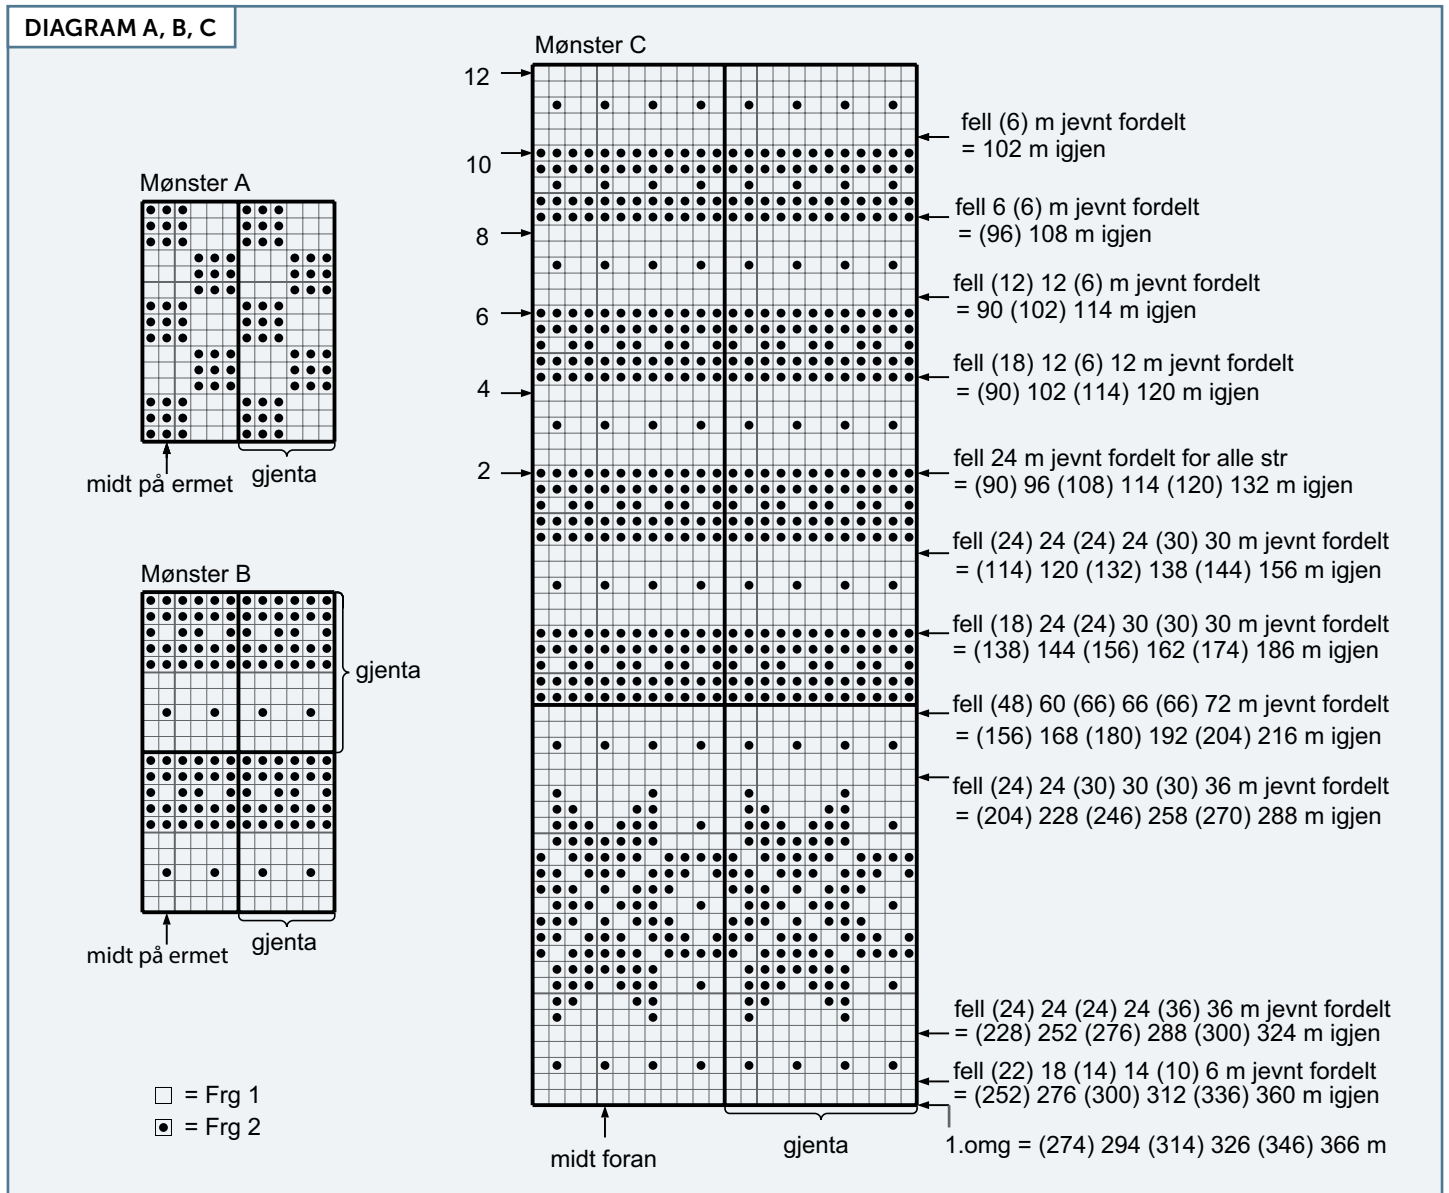 DIAGRAM A, B, C
Mønster A
midt på ermet
gjenta
Mønster B
gjenta
midt på ermet
gjenta
= Frg 1
= Frg 2
Mønster C
12
10
8
6
4
2
fell (6) m jevnt fordelt
= 102 m igjen
fell 6 (6) m jevnt fordelt
= (96) 108 m igjen
fell (12) 12 (6) m jevnt fordelt
= 90 (102) 114 m igjen
fell (18) 12 (6) 12 m jevnt fordelt
= (90) 102 (114) 120 m igjen
fell 24 m jevnt fordelt for alle str
= (90) 96 (108) 114 (120) 132 m igjen
fell (24) 24 (24) 24 (30) 30 m jevnt fordelt
= (114) 120 (132) 138 (144) 156 m igjen
fell (18) 24 (24) 30 (30) 30 m jevnt fordelt
= (138) 144 (156) 162 (174) 186 m igjen
fell (48) 60 (66) 66 (66) 72 m jevnt fordelt
= (156) 168 (180) 192 (204) 216 m igjen
fell (24) 24 (30) 30 (30) 36 m jevnt fordelt
= (204) 228 (246) 258 (270) 288 m igjen
fell (24) 24 (24) 24 (36) 36 m jevnt fordelt
= (228) 252 (276) 288 (300) 324 m igjen
fell (22) 18 (14) 14 (10) 6 m jevnt fordelt
= (252) 276 (300) 312 (336) 360 m igjen
1.omg = (274) 294 (314) 326 (346) 366 m
midt foran
gjenta